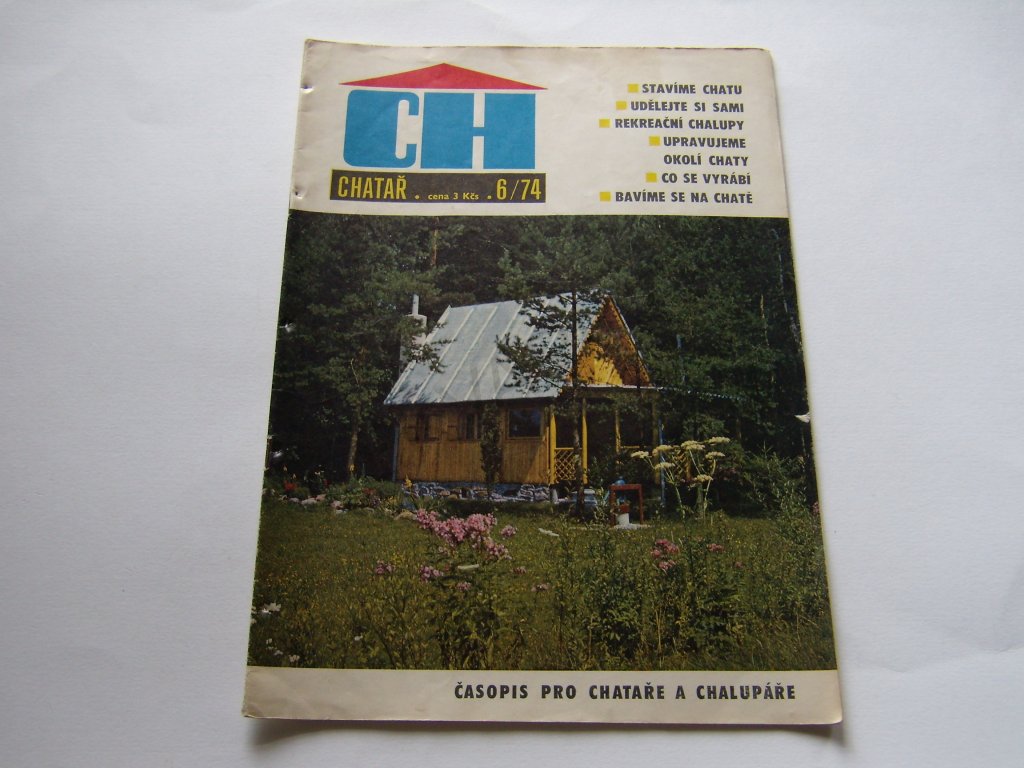 CH
CHATAŘ • cena 3 Kčs • 6/74
STAVÍME CHATU
UDĚLEJTE SI SAMI
REKREAČNÍ CHALUPY
UPRAVUJEME
OKOLÍ CHATY
CO SE VYRÁBÍ
BAVÍME SE NA CHATĚ
ČASOPIS PRO CHATAŘE A CHALUPÁŘE